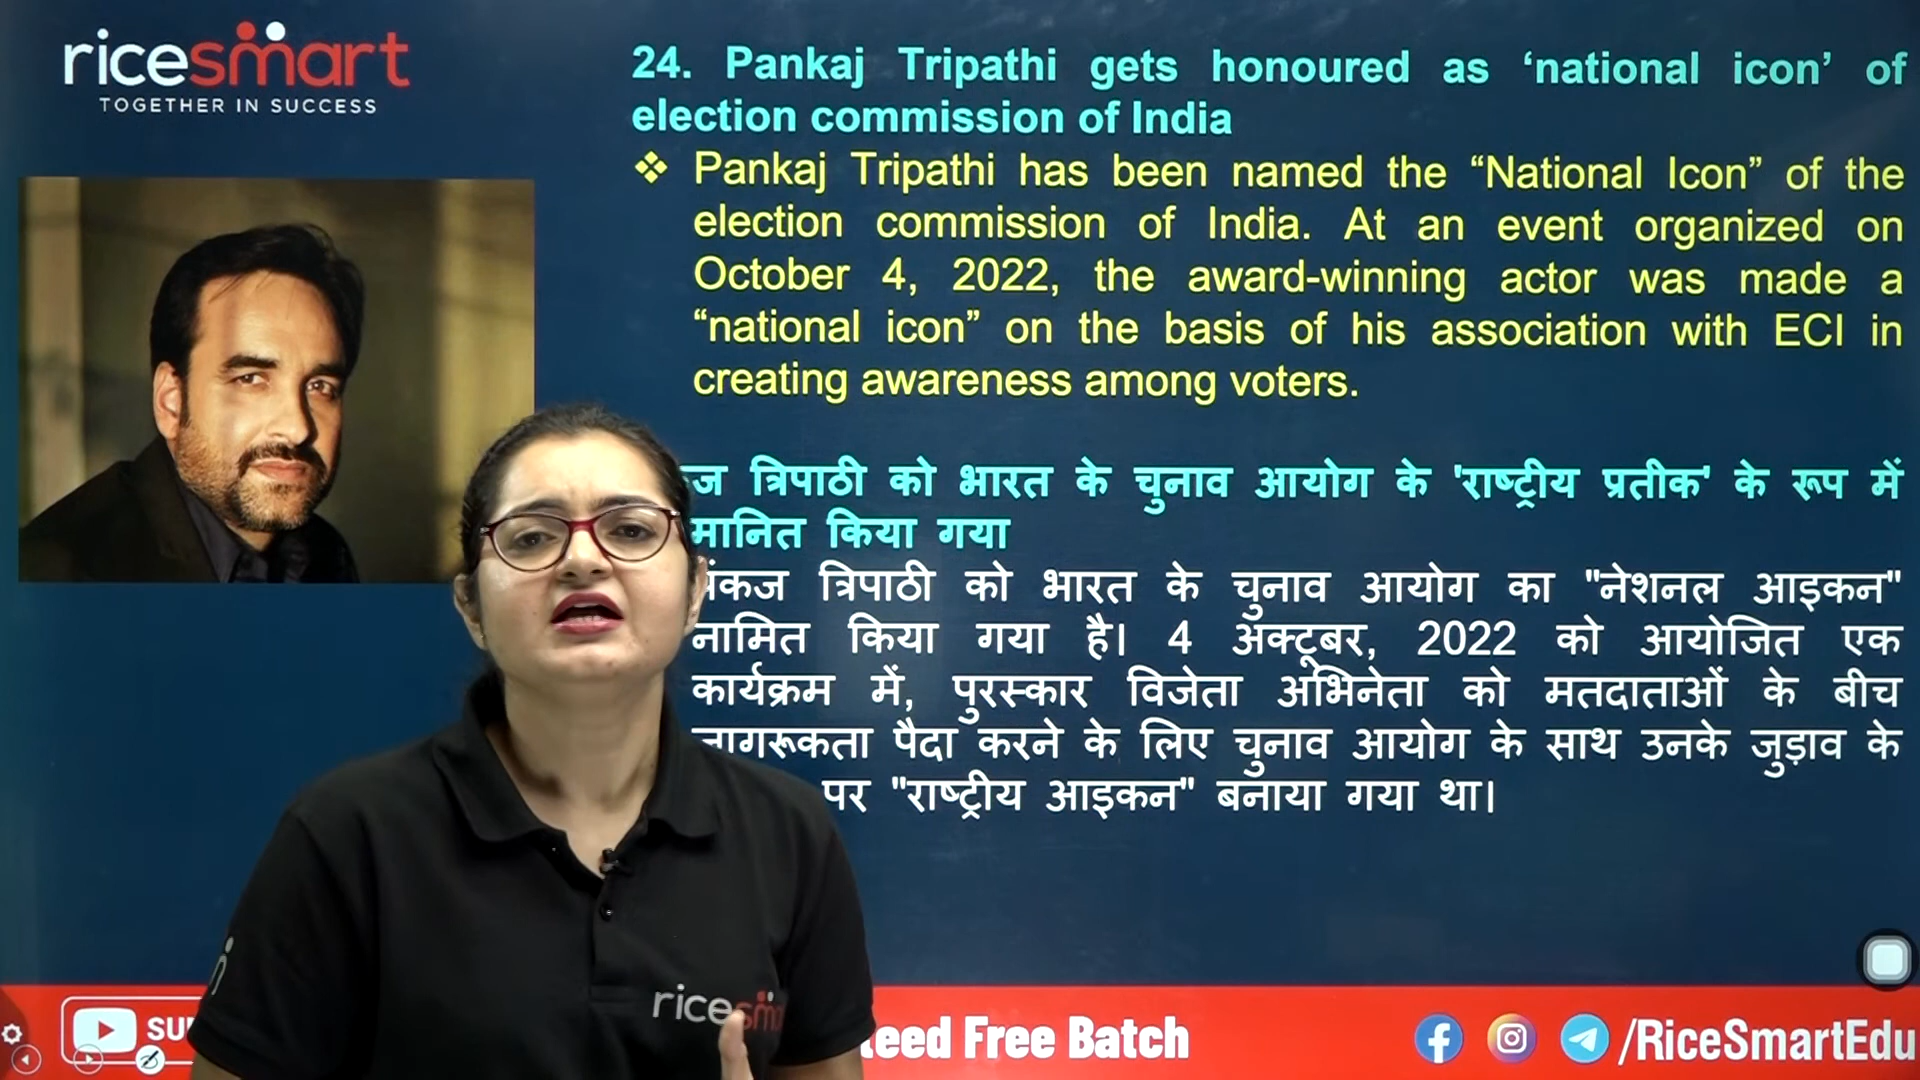 ricesmart
TOGETHER IN SUCCESS
24. Pankaj Tripathi gets honoured as ‘national icon’ of
election commission of India
❖ Pankaj Tripathi has been named the “National Icon” of the
election commission of India. At an event organized on
October 4, 2022, the award-winning actor was made a
“national icon” on the basis of his association with ECI in
creating awareness among voters.
त्रिपाठी को भारत के चुनाव आयोग के 'राष्ट्रीय प्रतीक' के रूप में
किया गया
पंकज त्रिपाठी को भारत के चुनाव आयोग का "नेशनल आइकन"
नामित किया गया है। 4 अक्टूबर, 2022 को आयोजित एक
कार्यक्रम में, पुरस्कार विजेता अभिनेता को मतदाताओं के बीच
जागरूकता पैदा करने के लिए चुनाव आयोग के साथ उनके जुड़ाव के
पर "राष्ट्रीय आइकन" बनाया गया था।
rice
Free Batch
/RiceSmartEdu